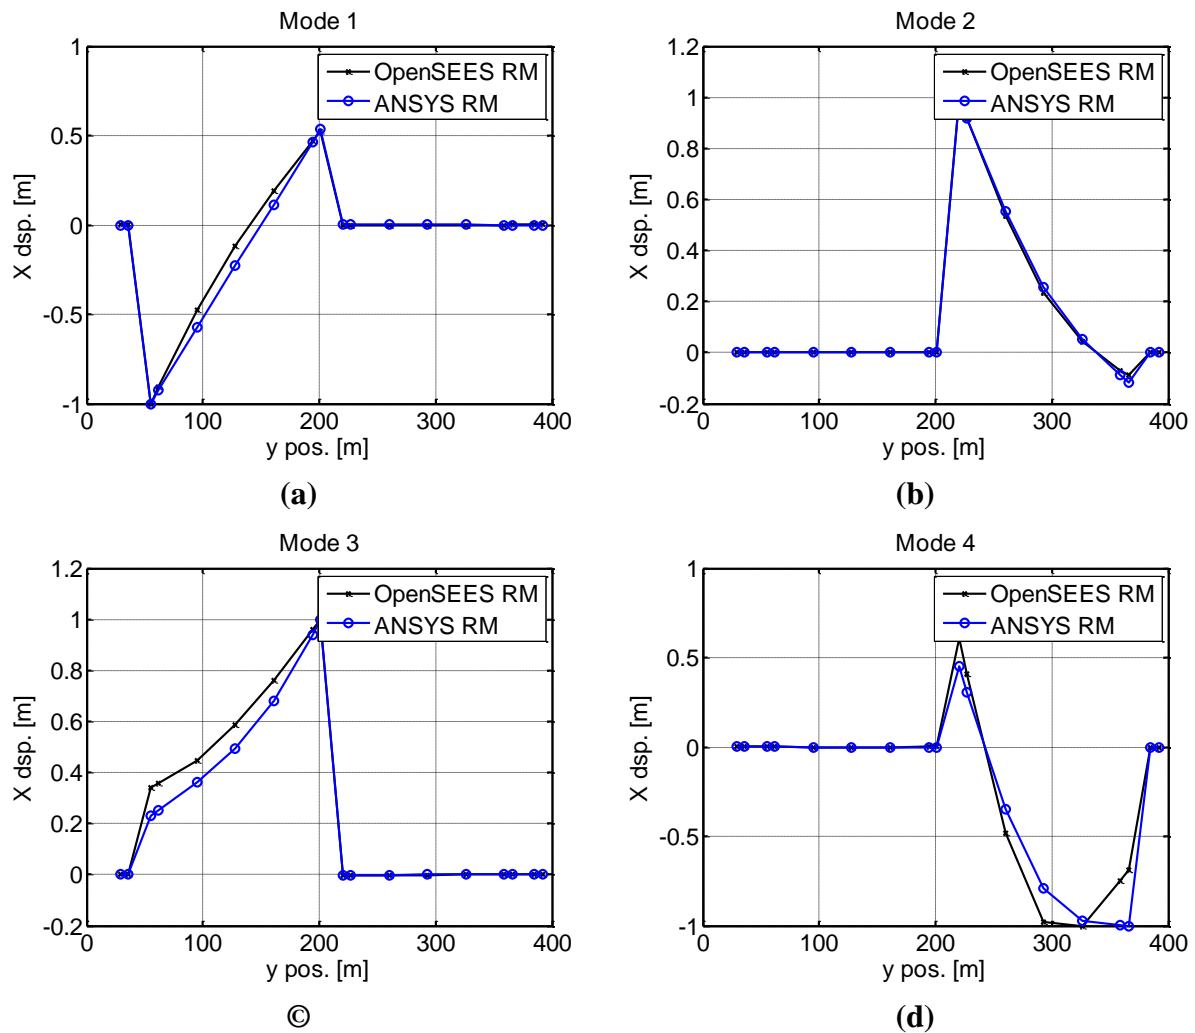 Mode 1
1
0.5
0
-0.5
-1
X dsp. [m]
OpenSEES RM
ANSYS RM
0 100 200 300 400
y pos. [m]
(a)
Mode 2
1.2
1
0.8
0.6
0.4
0.2
0
-0.2
X dsp. [m]
OpenSEES RM
ANSYS RM
0 100 200 300 400
y pos. [m]
(b)
Mode 3
1.2
1
0.8
0.6
0.4
0.2
0
-0.2
X dsp. [m]
OpenSEES RM
ANSYS RM
0 100 200 300 400
y pos. [m]
©
Mode 4
1
0.5
0
-0.5
-1
X dsp. [m]
OpenSEES RM
ANSYS RM
0 100 200 300 400
y pos. [m]
(d)